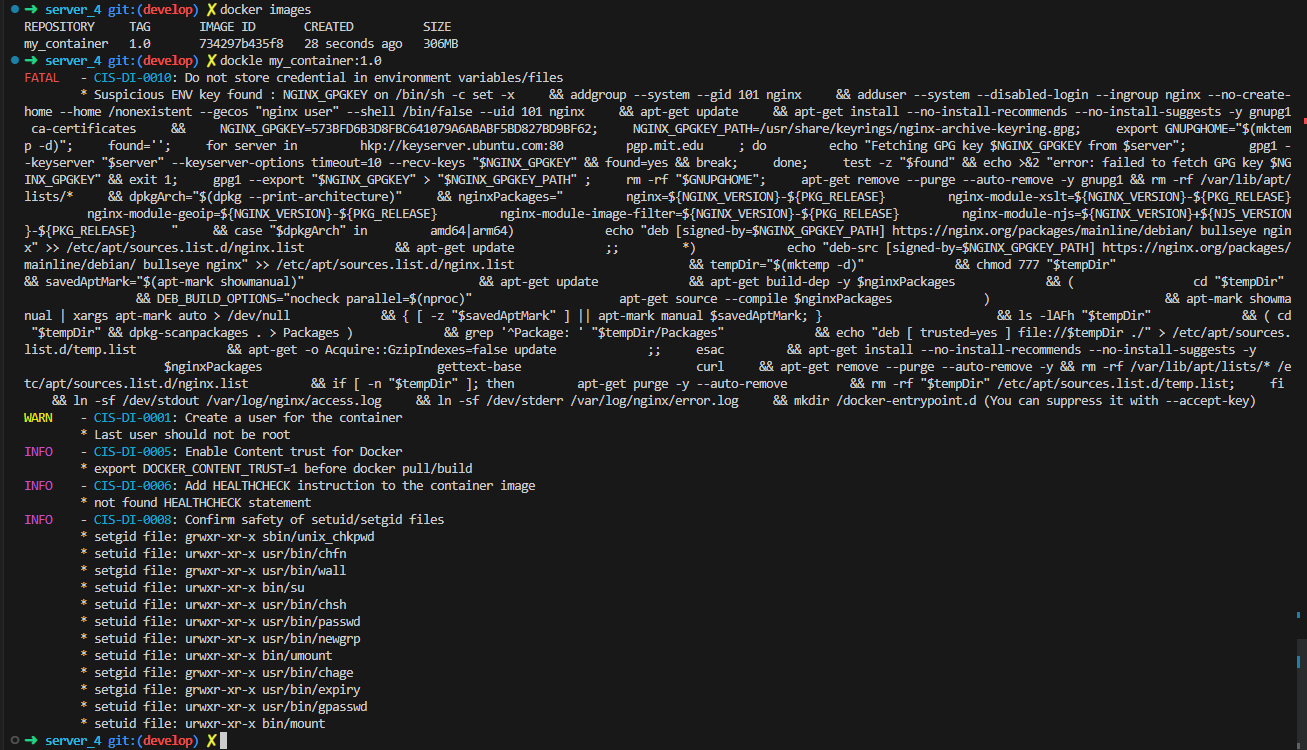 ➜ server_4 git:(develop) ✗ docker images
REPOSITORY TAG IMAGE ID CREATED SIZE
my_container 1.0 734297b435f8 28 seconds ago 306MB
➜ server_4 git:(develop) ✗ dockle my_container:1.0
FATAL - CIS-DI-0010: Do not store credential in environment variables/files
* Suspicious ENV key found : NGINX_GPGKEY on /bin/sh -c set -x && addgroup --system --gid 101 nginx && adduser --system --disabled-login --ingroup nginx --no-create-
home --home /nonexistent --gecos "nginx user" --shell /bin/false --uid 101 nginx && apt-get update && apt-get install --no-install-recommends --no-install-suggests -y gnupg1
ca-certificates && NGINX_GPGKEY=573BFD6B3D8FBC641079A6ABABF5BD827BD9BF62; NGINX_GPGKEY_PATH=/usr/share/keyrings/nginx-archive-keyring.gpg; export GNUPGHOME="$(mktem
p -d)"; found=''; for server in hkp://keyserver.ubuntu.com:80 pgp.mit.edu ; do echo "Fetching GPG key $NGINX_GPGKEY from $server"; gpg1 -
-keyserver "$server" --keyserver-options timeout=10 --recv-keys "$NGINX_GPGKEY" && found=yes && break; done; test -z "$found" && echo >&2 "error: failed to fetch GPG key $NG
INX_GPGKEY" && exit 1; gpg1 --export "$NGINX_GPGKEY" > "$NGINX_GPGKEY_PATH" ; rm -rf "$GNUPGHOME"; apt-get remove --purge --auto-remove -y gnupg1 && rm -rf /var/lib/apt/
lists/* && dpkgArch="$(dpkg --print-architecture)" && nginxPackages=" nginx=${NGINX_VERSION}-${PKG_RELEASE} nginx-module-xslt=${NGINX_VERSION}-${PKG_RELEASE}
nginx-module-geoip=${NGINX_VERSION}-${PKG_RELEASE} nginx-module-image-filter=${NGINX_VERSION}-${PKG_RELEASE} nginx-module-njs=${NGINX_VERSION}+${NJS_VERSION
}-${PKG_RELEASE} " && case "$dpkgArch" in amd64|arm64) echo "deb [signed-by=$NGINX_GPGKEY_PATH] https://nginx.org/packages/mainline/debian/ bullseye ngin
x" >> /etc/apt/sources.list.d/nginx.list && apt-get update ;; *) echo "deb-src [signed-by=$NGINX_GPGKEY_PATH] https://nginx.org/packages/
mainline/debian/ bullseye nginx" >> /etc/apt/sources.list.d/nginx.list && tempDir="$(mktemp -d)" && chmod 777 "$tempDir"
&& savedAptMark="$(apt-mark showmanual)" && apt-get update && apt-get build-dep -y $nginxPackages && ( cd "$tempDir"
&& DEB_BUILD_OPTIONS="nocheck parallel=$(nproc)" apt-get source --compile $nginxPackages ) && apt-mark showma
nual | xargs apt-mark auto > /dev/null && { [ -z "$savedAptMark" ] || apt-mark manual $savedAptMark; } && ls -lAFh "$tempDir" && ( cd
"$tempDir" && dpkg-scanpackages . > Packages ) && grep '^Package: ' "$tempDir/Packages" && echo "deb [ trusted=yes ] file://$tempDir ./" > /etc/apt/sources.
list.d/temp.list && apt-get -o Acquire::GzipIndexes=false update ;; esac && apt-get install --no-install-recommends --no-install-suggests -y
$nginxPackages gettext-base curl && apt-get remove --purge --auto-remove -y && rm -rf /var/lib/apt/lists/* /e
tc/apt/sources.list.d/nginx.list && if [ -n "$tempDir" ]; then apt-get purge -y --auto-remove && rm -rf "$tempDir" /etc/apt/sources.list.d/temp.list; fi
&& ln -sf /dev/stdout /var/log/nginx/access.log && ln -sf /dev/stderr /var/log/nginx/error.log && mkdir /docker-entrypoint.d (You can suppress it with --accept-key)
WARN - CIS-DI-0001: Create a user for the container
* Last user should not be root
INFO - CIS-DI-0005: Enable Content trust for Docker
* export DOCKER_CONTENT_TRUST=1 before docker pull/build
INFO - CIS-DI-0006: Add HEALTHCHECK instruction to the container image
* not found HEALTHCHECK statement
INFO - CIS-DI-0008: Confirm safety of setuid/setgid files
* setgid file: grwxr-xr-x sbin/unix_chkpwd
* setuid file: urwxr-xr-x usr/bin/chfn
* setgid file: grwxr-xr-x usr/bin/wall
* setuid file: urwxr-xr-x bin/su
* setuid file: urwxr-xr-x usr/bin/chsh
* setuid file: urwxr-xr-x usr/bin/passwd
* setuid file: urwxr-xr-x usr/bin/newgrp
* setuid file: urwxr-xr-x bin/umount
* setgid file: grwxr-xr-x usr/bin/chage
* setgid file: grwxr-xr-x usr/bin/expiry
* setuid file: urwxr-xr-x usr/bin/gpasswd
* setuid file: urwxr-xr-x bin/mount
➜ server_4 git:(develop) ✗